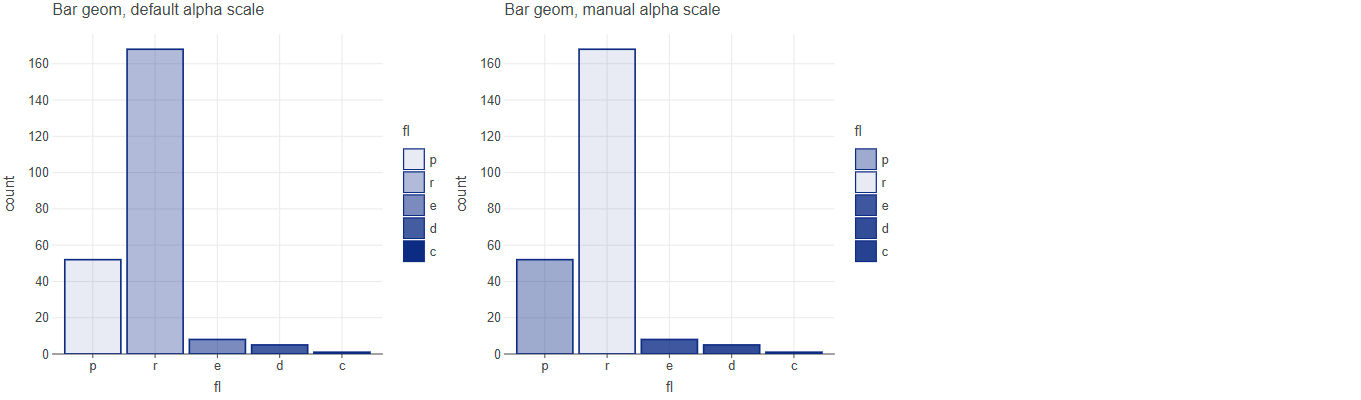 Bar geom, default alpha scale
160
140
120
100
80
60
40
20
0
count
p r e d c
fl
fl
p
r
e
d
c
Bar geom, manual alpha scale
160
140
120
100
80
60
40
20
0
count
p r e d c
fl
fl
p
r
e
d
c